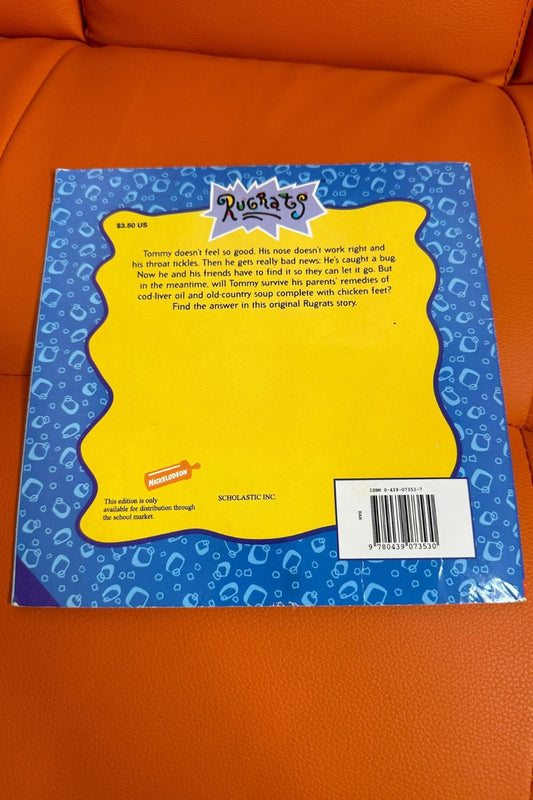 RUGRATS
$3.50 US
Tommy doesn't feel so good. His nose doesn't work right and
his throat tickles. Then he gets really bad news: He's caught a bug.
Now he and his friends have to find it so they can let it go. But
in the meantime, will Tommy survive his parents' remedies of
cod-liver oil and old-country soup complete with chicken feet?
Find the answer in this original Rugrats story.
NICKELODEON
This edition is only
available for distribution through
the school market.
SCHOLASTIC INC.
ISBN 0-439-07353-7
EAN
9 780439 073530